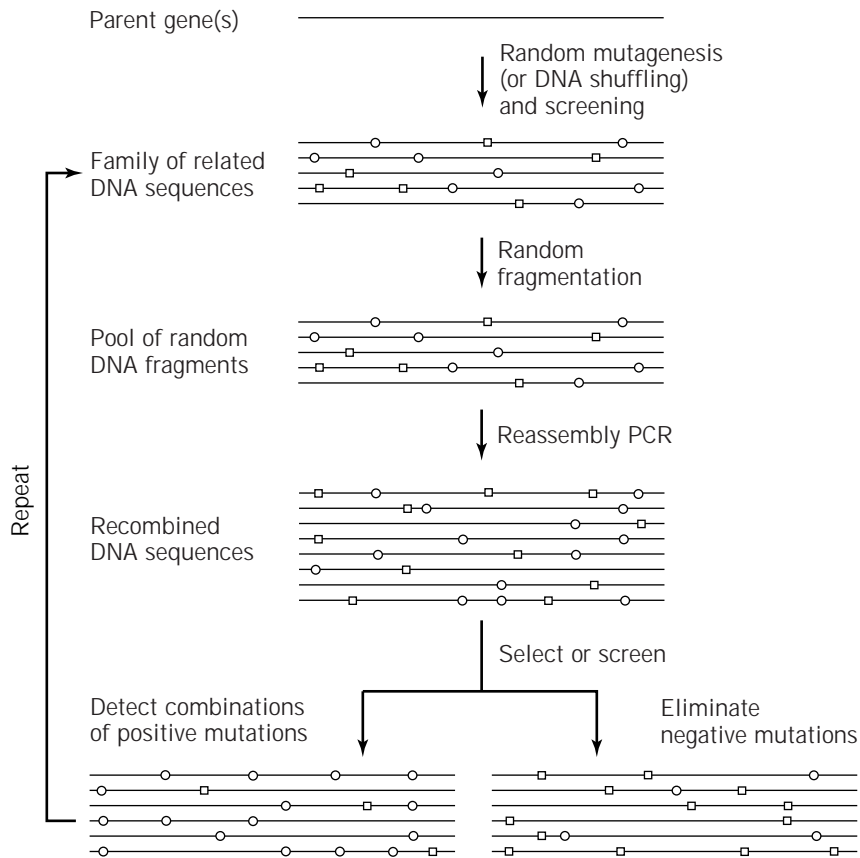 Parent gene(s)
Random mutagenesis
(or DNA shuffling)
and screening
Family of related
DNA sequences
Random
fragmentation
Pool of random
DNA fragments
Reassembly PCR
Repeat
Recombined
DNA sequences
Select or screen
Detect combinations
of positive mutations
Eliminate
negative mutations